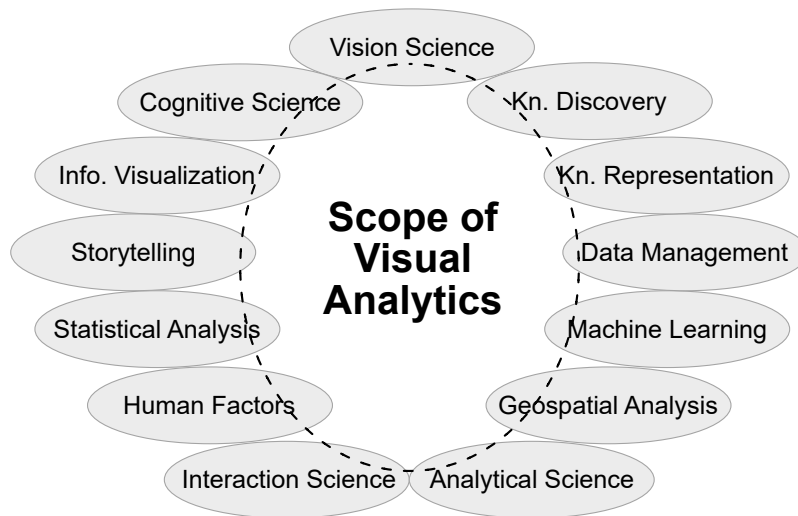 Vision Science
Cognitive Science
Kn. Discovery
Info. Visualization
Kn. Representation
Scope of
Visual
Analytics
Storytelling
Data Management
Statistical Analysis
Machine Learning
Human Factors
Geospatial Analysis
Interaction Science
Analytical Science